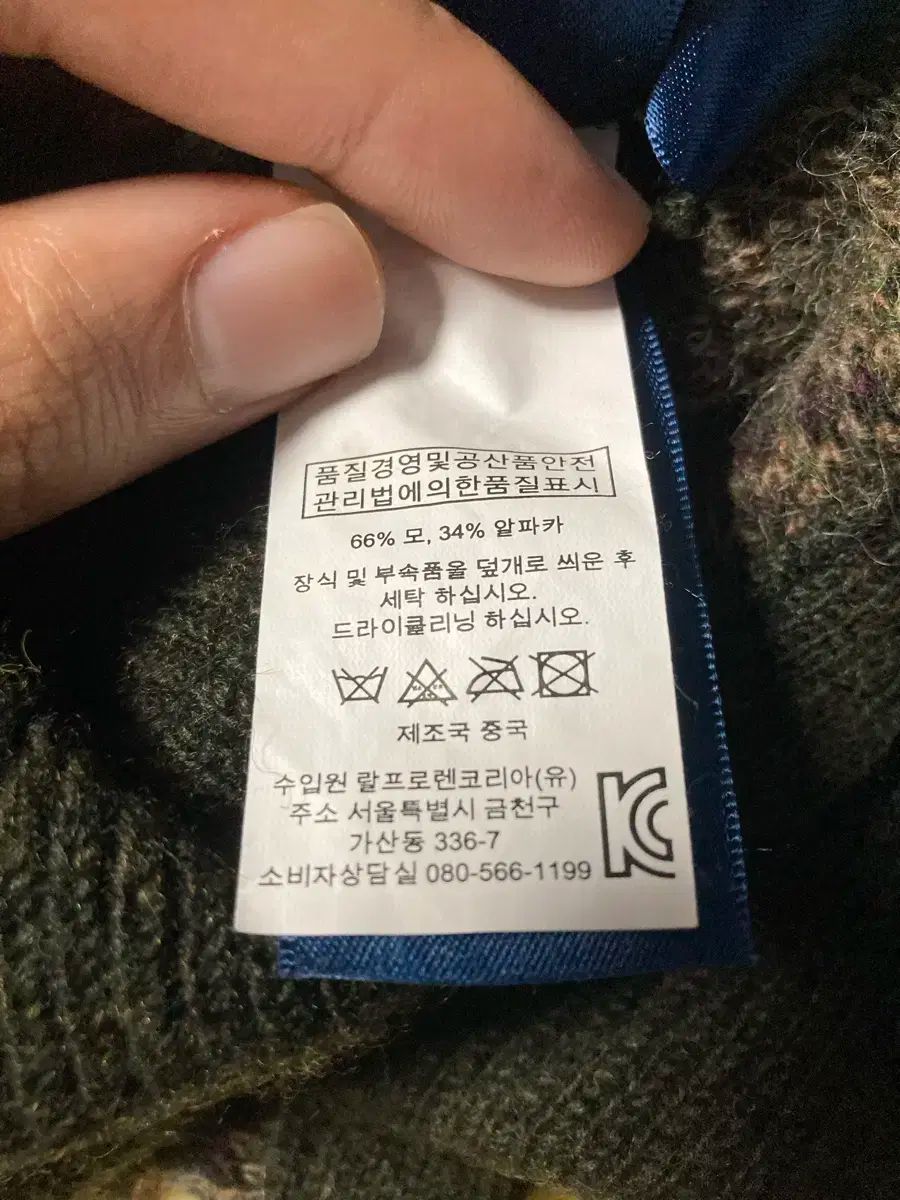 품질경영및공산품안전
관리법에의한품질표시
66% 모, 34% 알파카
장식 및 부속품올 덮개로 씌운 후
세탁 하십시오.
드라이클리닝 하십시오.
제조국 중국
수입원 랄프로렌코리아(유)
주소 서울특별시 금천구
가산동 336-7
소비자상담실 080-566-1199